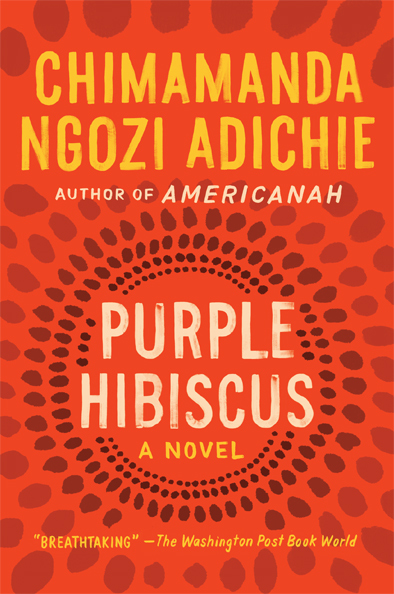 CHIMAMANDA
NGOZI ADICHIE
AUTHOR OF AMERICANAH
PURPLE
HIBISCUS
A NOVEL
"BREATHTAKING" —The Washington Post Book World